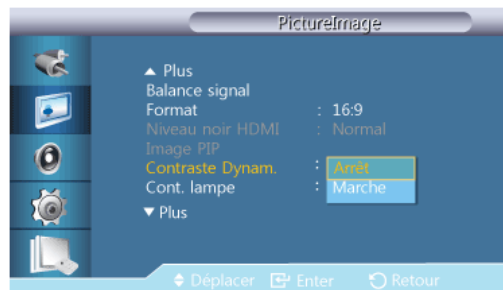 PictureImage
▲ Plus
Balance signal
Format : 16:9
Niveau noir HDMI : Normal
Image PIP
Contraste Dynam. : Arrêt
Cont. lampe : Marche
▼ Plus
Déplacer Enter Retour